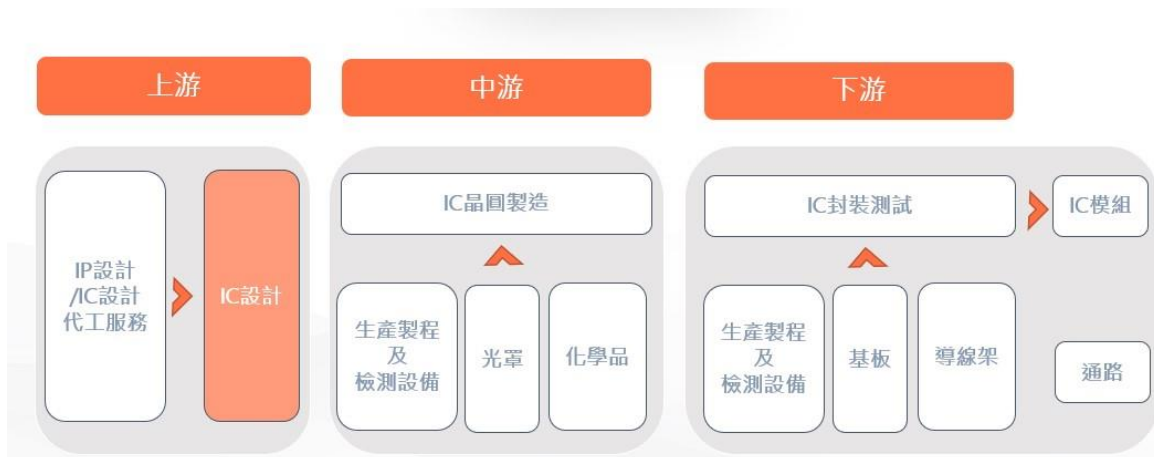 上游
中游
下游
IP設計
/IC設計
代工服務
IC設計
IC晶圓製造
生產製程
及
檢測設備
光罩
化學品
IC封裝測試
IC模組
生產製程
及
檢測設備
基板
導線架
通路